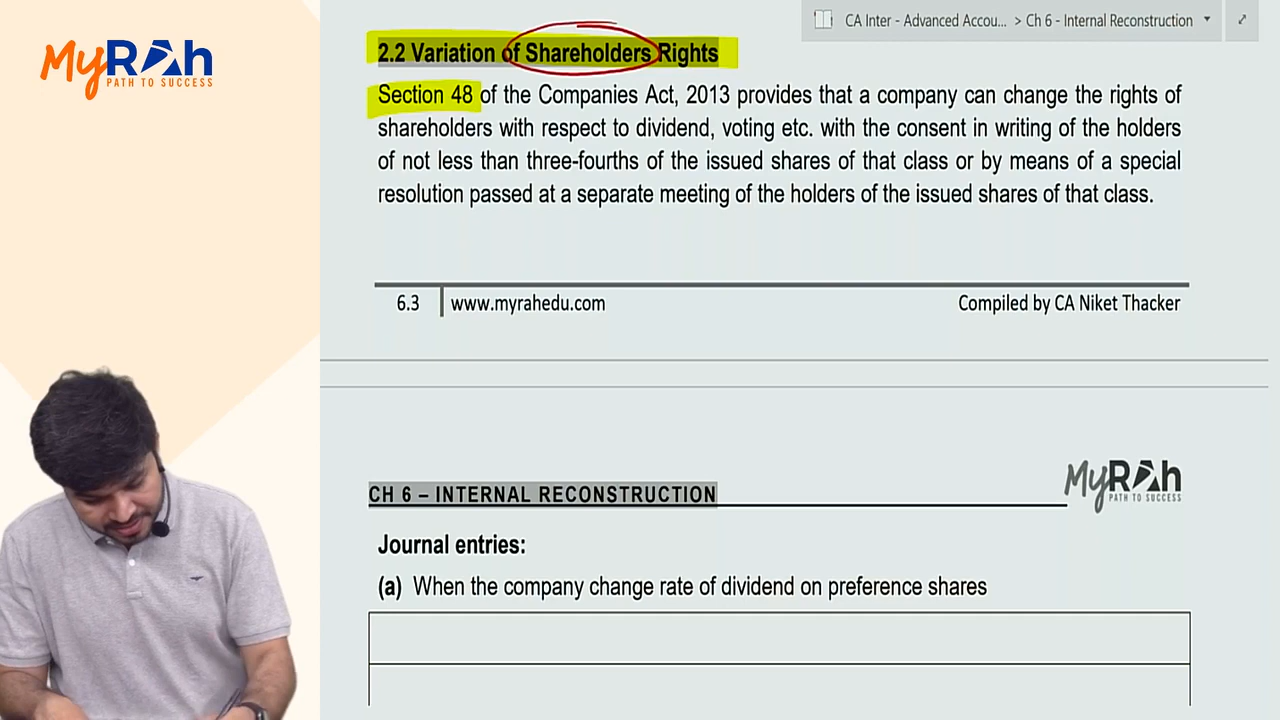 MyRah
PATH TO SUCCESS
CA Inter - Advanced Accou... > Ch 6 - Internal Reconstruction
2.2 Variation of Shareholders Rights
Section 48 of the Companies Act, 2013 provides that a company can change the rights of
shareholders with respect to dividend, voting etc. with the consent in writing of the holders
of not less than three-fourths of the issued shares of that class or by means of a special
resolution passed at a separate meeting of the holders of the issued shares of that class.
6.3 www.myrahedu.com Compiled by CA Niket Thacker
MyRah
PATH TO SUCCESS
CH 6 – INTERNAL RECONSTRUCTION
Journal entries:
(a) When the company change rate of dividend on preference shares